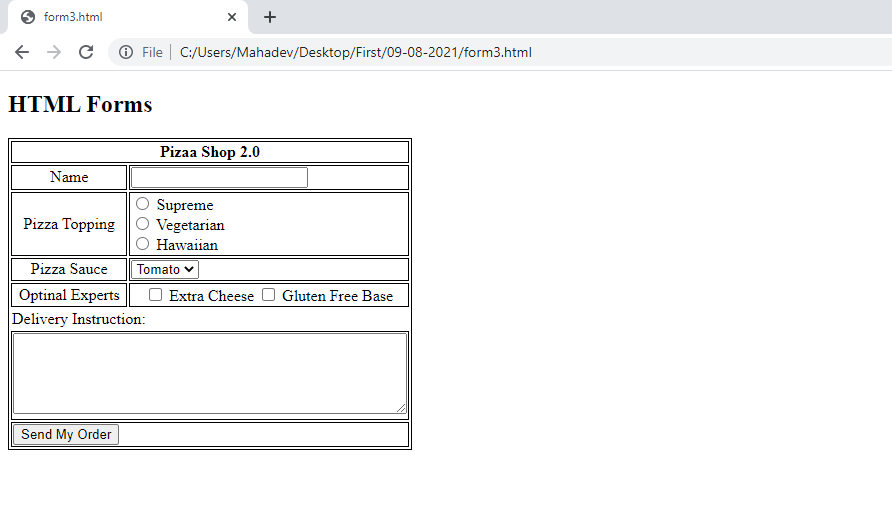 form3.html
File C:/Users/Mahadev/Desktop/First/09-08-2021/form3.html
HTML Forms
Pizaa Shop 2.0
Name
Pizza Topping
Supreme
Vegetarian
Hawaiian
Pizza Sauce Tomato
Optinal Experts Extra Cheese Gluten Free Base
Delivery Instruction:
Send My Order